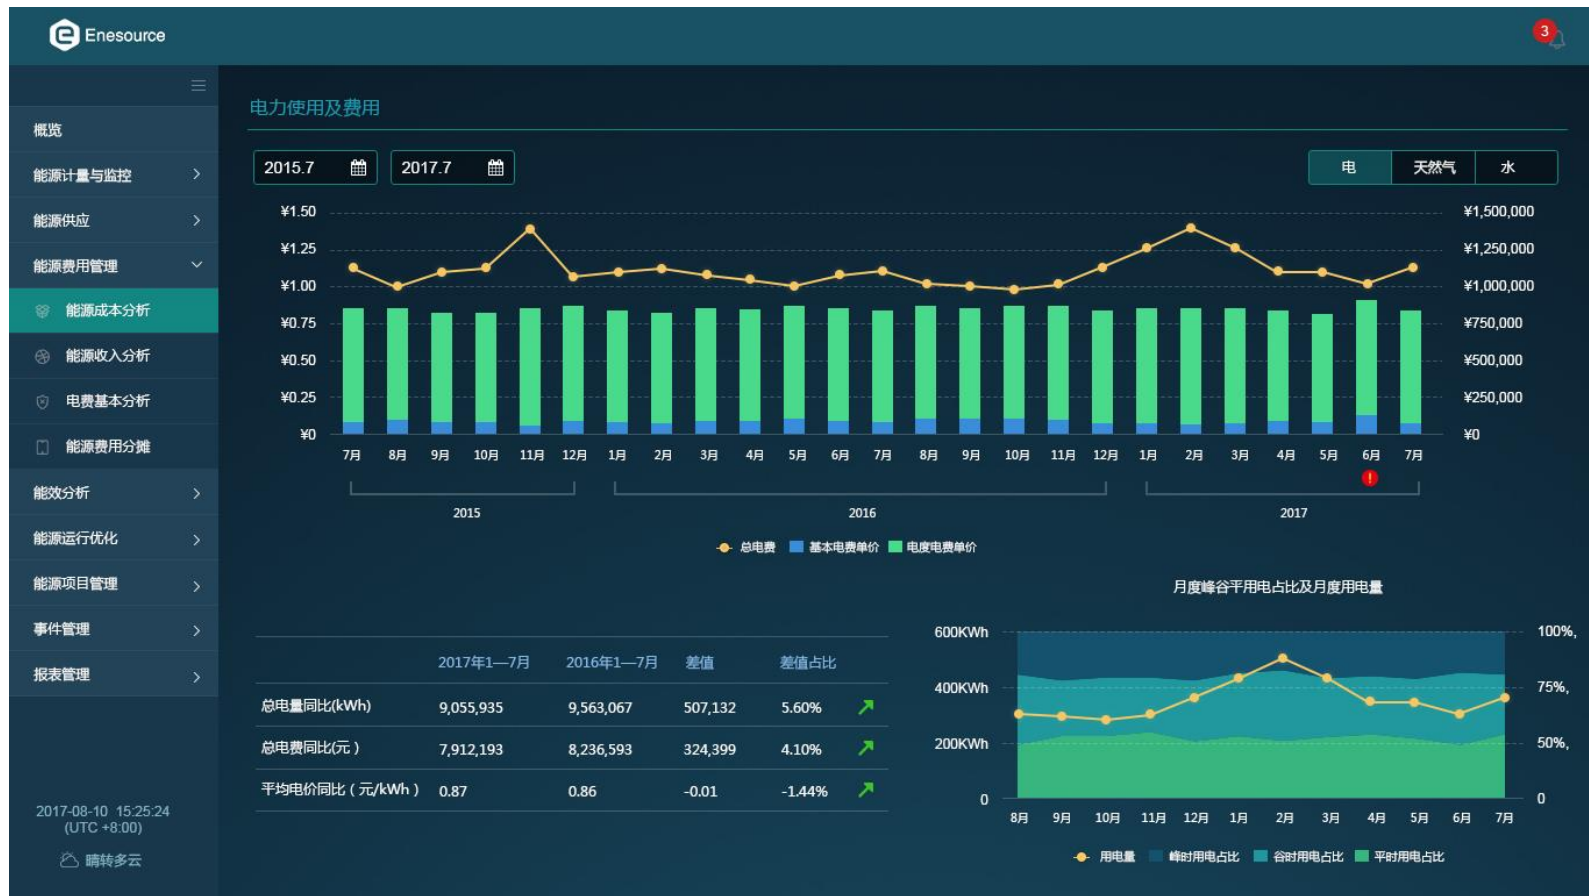 Enesource
3
概览
能源计量与监控
能源供应
能源费用管理
能源成本分析
能源收入分析
电费基本分析
能源费用分摊
能效分析
能源运行优化
能源项目管理
事件管理
报表管理
2017-08-10 15:25:24
(UTC +8:00)
晴转多云
电力使用及费用
2015.7 2017.7 电 天然气 水
¥1.50 ¥1,500,000
¥1.25 ¥1,250,000
¥1.00 ¥1,000,000
¥0.75 ¥750,000
¥0.50 ¥500,000
¥0.25 ¥250,000
¥0 ¥0
7月 8月 9月 10月 11月 12月 1月 2月 3月 4月 5月 6月 7月 8月 9月 10月 11月 12月 1月 2月 3月 4月 5月 6月 7月
!
2015 2016 2017
总电费 基本电费单价 电度电费单价
2017年1—7月 2016年1—7月 差值 差值占比
总电量同比(kWh) 9,055,935 9,563,067 507,132 5.60%
总电费同比(元 ) 7,912,193 8,236,593 324,399 4.10%
平均电价同比 ( 元/kWh ) 0.87 0.86 -0.01 -1.44%
月度峰谷平用电占比及月度用电量
600KWh 100%,
400KWh 75%,
200KWh 50%,
0 0
8月 9月 10月 11月 12月 1月 2月 3月 4月 5月 6月 7月
用电量 峰时用电占比 谷时用电占比 平时用电占比